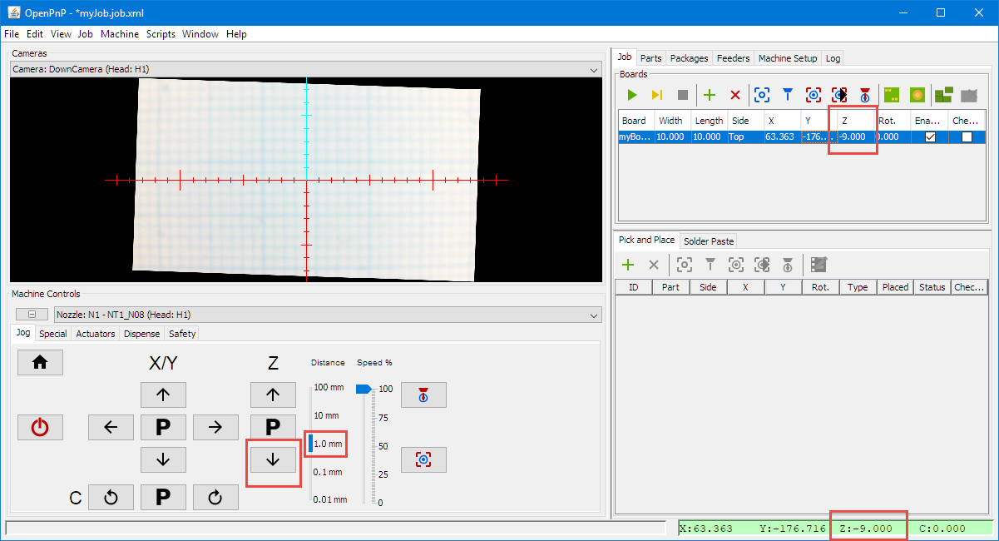 OpenPnP - *myJob.job.xml
File Edit View Job Machine Scripts Window Help
Cameras
Camera: DownCamera (Head: H1)
Machine Controls
Nozzle: N1 - NT1_N08 (Head: H1)
Jog Special Actuators Dispense Safety
X/Y Z Distance Speed %
100 mm 100
10 mm 75
P P
1.0 mm 50
0.1 mm 25
C P
0.01 mm 0
Job Parts Packages Feeders Machine Setup Log
Boards
Board Width Length Side X Y Z Rot. Ena... Che...
myBo... 10.000 10.000 Top 63.363 -176... -9.000 0.000
Pick and Place Solder Paste
ID Part Side X Y Rot. Type Placed Status Chec...
X:63.363 Y:-176.716 Z:-9.000 C:0.000